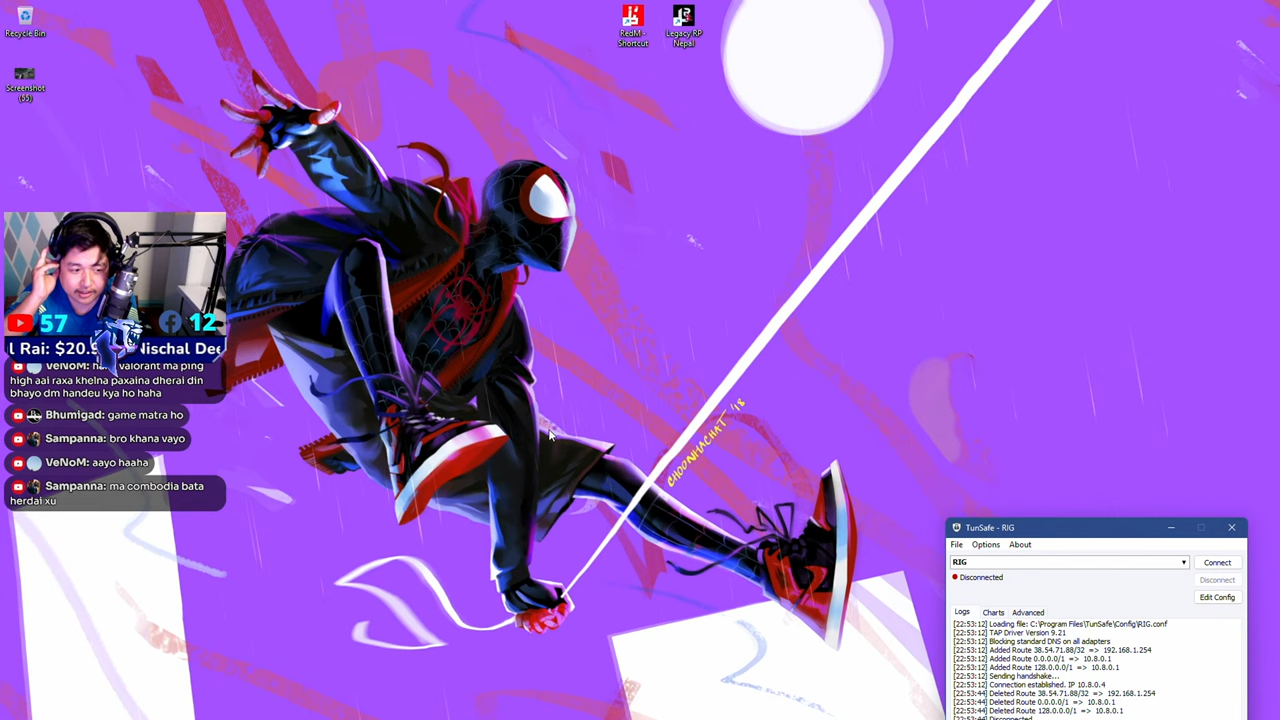 Recycle Bin
RedM -
Shortcut
Legacy RP
Nepal
Screenshot
(55)
57
12
l Rai: $20.
Nischal Dee
VeNoM: valorant ma ping
high aai raxa khelna paxaina dherai din
bhayo dm handeu kya ho haha
Bhumigad: game matra ho
Sampanna: bro khana vayo
VeNoM: aayo haaha
Sampanna: ma combodia bata
herdai xu
CHOONHACHAT '18
TunSafe - RIG
File Options About
RIG
Connect
Disconnected
Disconnect
Edit Config
Logs Charts Advanced
[22:53:12] Loading file: C:\Program Files\TunSafe\Config\RIG.conf
[22:53:12] TAP Driver Version 9.21
[22:53:12] Blocking standard DNS on all adapters
[22:53:12] Added Route 38.54.71.88/32 => 192.168.1.254
[22:53:12] Added Route 0.0.0.0/1 => 10.8.0.1
[22:53:12] Added Route 128.0.0.0/1 => 10.8.0.1
[22:53:12] Sending handshake...
[22:53:12] Connection established. IP 10.8.0.4
[22:53:44] Deleted Route 38.54.71.88/32 => 192.168.1.254
[22:53:44] Deleted Route 0.0.0.0/1 => 10.8.0.1
[22:53:44] Deleted Route 128.0.0.0/1 => 10.8.0.1
[22:53:44] Disconnected